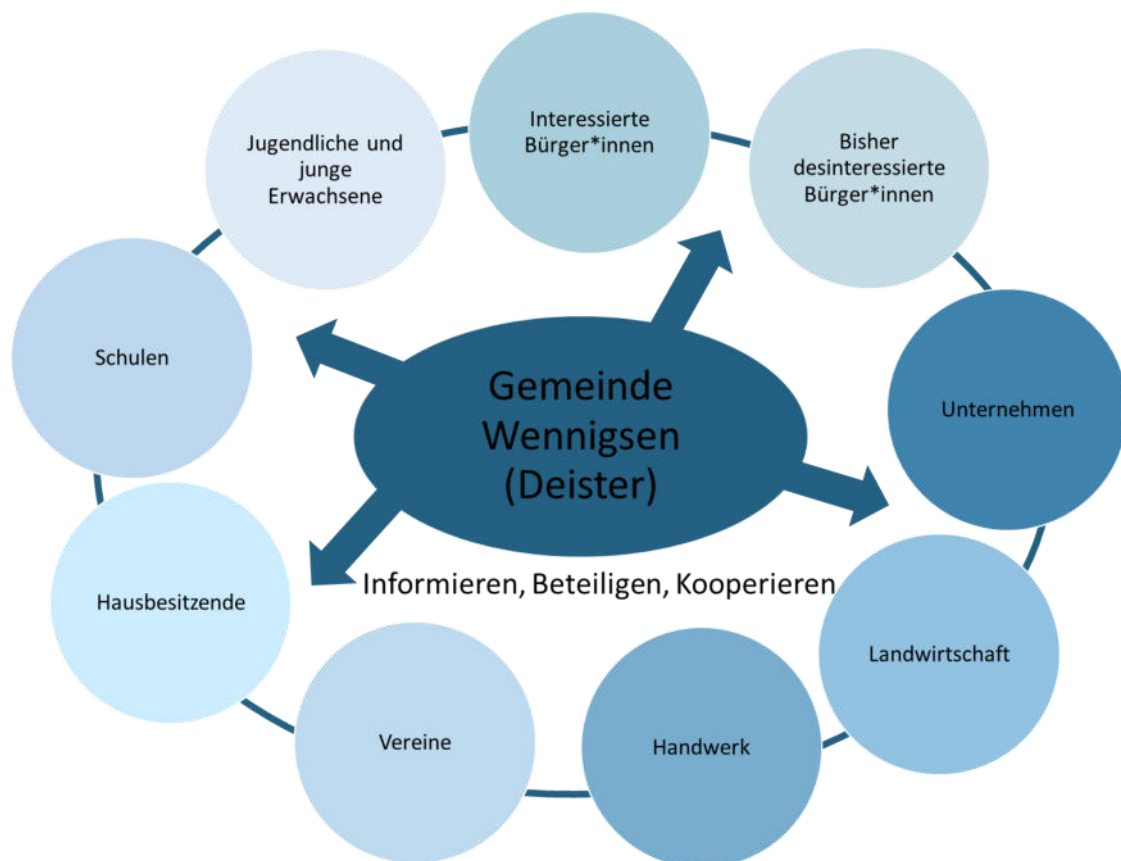 Interessierte
Bürger*innen
Bisher
desinteressierte
Bürger*innen
Unternehmen
Landwirtschaft
Handwerk
Vereine
Hausbesitzende
Schulen
Jugendliche und
junge
Erwachsene
Gemeinde
Wennigsen
(Deister)
Informieren, Beteiligen, Kooperieren